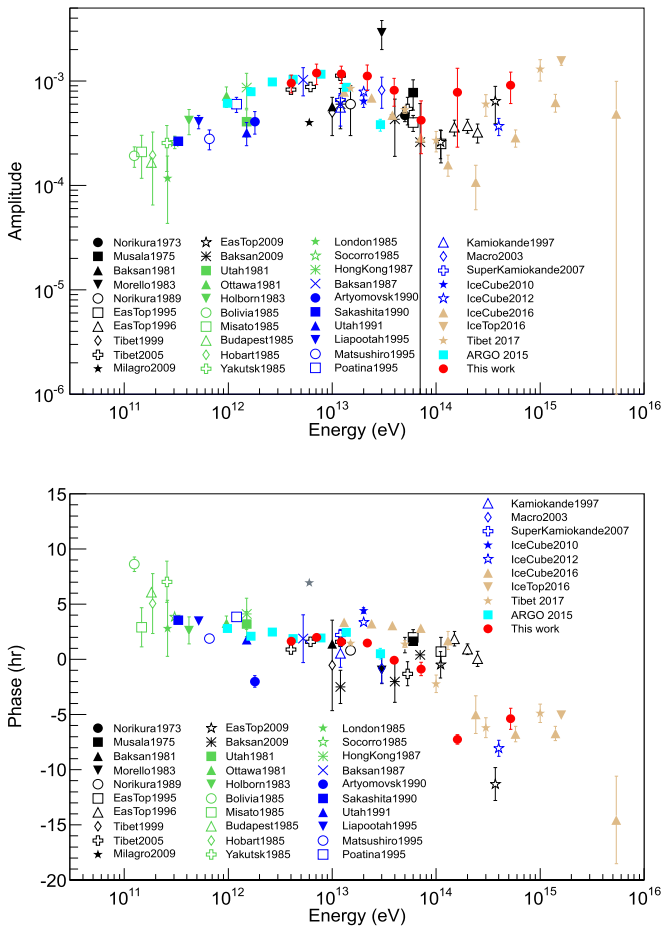 Amplitude
10⁻³
10⁻⁴
10⁻⁵
10⁻⁶
Norikura1973
Musala1975
Baksan1981
Morello1983
Norikura1989
EasTop1995
EasTop1996
Tibet1999
Tibet2005
Milagro2009
EasTop2009
Baksan2009
Utah1981
Ottawa1981
Holborn1983
Bolivia1985
Misato1985
Budapest1985
Hobart1985
Yakutsk1985
London1985
Socorro1985
HongKong1987
Baksan1987
Artyomovsk1990
Sakashita1990
Utah1991
Liapootah1995
Matsushiro1995
Poatina1995
Kamiokande1997
Macro2003
SuperKamiokande2007
IceCube2010
IceCube2012
IceCube2016
IceTop2016
Tibet 2017
ARGO 2015
This work
10¹¹ 10¹² 10¹³ 10¹⁴ 10¹⁵ 10¹⁶
Energy (eV)
Phase (hr)
15
10
5
0
-5
-10
-15
-20
Kamiokande1997
Macro2003
SuperKamiokande2007
IceCube2010
IceCube2012
IceCube2016
IceTop2016
Tibet 2017
ARGO 2015
This work
Norikura1973
Musala1975
Baksan1981
Morello1983
Norikura1989
EasTop1995
EasTop1996
Tibet1999
Tibet2005
Milagro2009
EasTop2009
Baksan2009
Utah1981
Ottawa1981
Holborn1983
Bolivia1985
Misato1985
Budapest1985
Hobart1985
Yakutsk1985
London1985
Socorro1985
HongKong1987
Baksan1987
Artyomovsk1990
Sakashita1990
Utah1991
Liapootah1995
Matsushiro1995
Poatina1995
10¹¹ 10¹² 10¹³ 10¹⁴ 10¹⁵ 10¹⁶
Energy (eV)